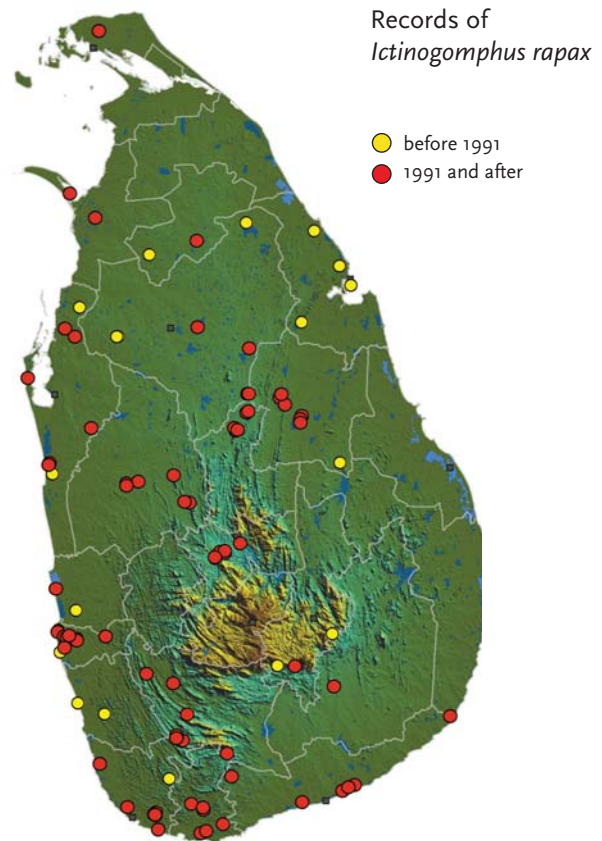 Records of
Ictinogomphus rapax
before 1991
1991 and after